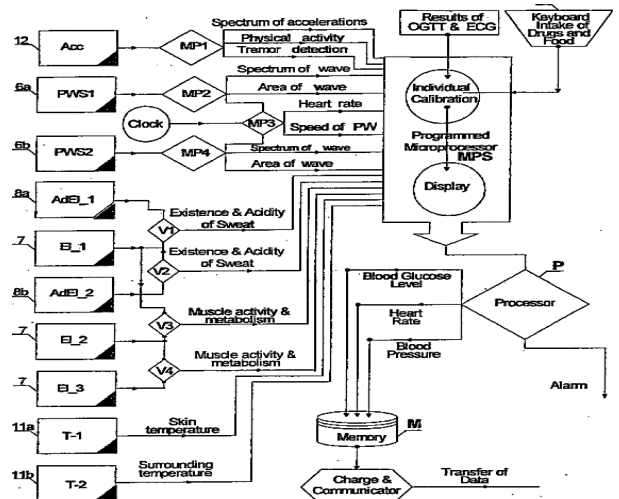 Spectrum of accelerations
Physical activity
Tremor detection
12
Acc
MP1
Results of
OGTT & ECG
Keyboard
Intake of
Drugs and
Food
6a
PWS1
MP2
Spectrum of wave
Area of wave
Clock
MP3
Heart rate
Speed of PW
6b
PWS2
MP4
Spectrum of wave
Area of wave
Individual
Calibration
Programmed
Microprocessor
MPS
Display
8a
AdEl_1
V1
Existence & Acidity
of Sweat
7
El_1
V2
Existence & Acidity
of Sweat
8b
AdEl_2
V3
Muscle activity &
metabolism
7
El_2
V4
Muscle activity &
metabolism
7
El_3
11a
T-1
Skin
temperature
11b
T-2
Surrounding
temperature
P
Processor
Blood Glucose
Level
Heart
Rate
Blood
Pressure
Alarm
Memory
M
Charge &
Communicator
Transfer of
Data